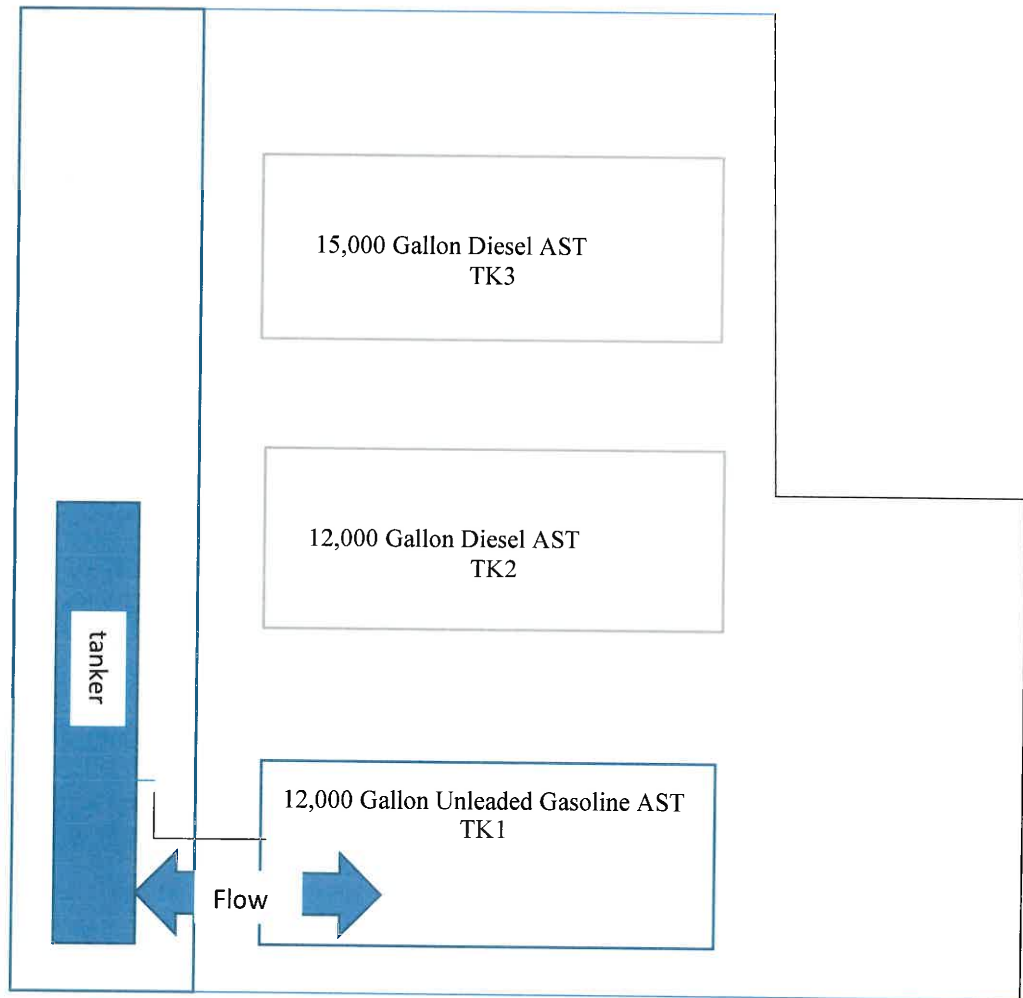 15,000 Gallon Diesel AST
TK3
12,000 Gallon Diesel AST
TK2
tanker
12,000 Gallon Unleaded Gasoline AST
TK1
Flow